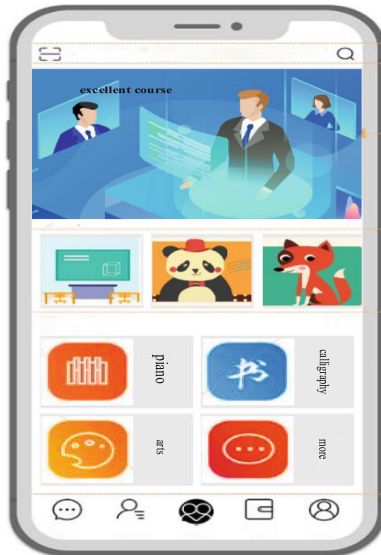 excellent course
piano
书
calligraphy
arts
more